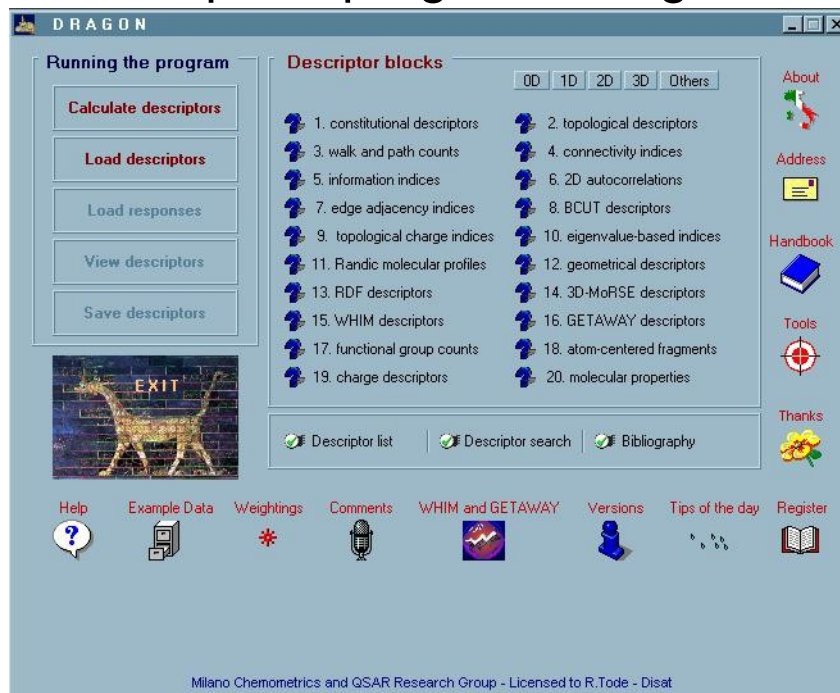 DRAGON
Running the program
Calculate descriptors
Load descriptors
Load responses
View descriptors
Save descriptors
EXIT
Descriptor blocks
0D 1D 2D 3D Others
1. constitutional descriptors
2. topological descriptors
3. walk and path counts
4. connectivity indices
5. information indices
6. 2D autocorrelations
7. edge adjacency indices
8. BCUT descriptors
9. topological charge indices
10. eigenvalue-based indices
11. Randic molecular profiles
12. geometrical descriptors
13. RDF descriptors
14. 3D-MoRSE descriptors
15. WHIM descriptors
16. GETAWAY descriptors
17. functional group counts
18. atom-centered fragments
19. charge descriptors
20. molecular properties
Descriptor list
Descriptor search
Bibliography
About
Address
Handbook
Tools
Thanks
Help
Example Data
Weightings
Comments
WHIM and GETAWAY
Versions
Tips of the day
Register
Milano Chemometrics and QSAR Research Group - Licensed to R.Tode - Disat